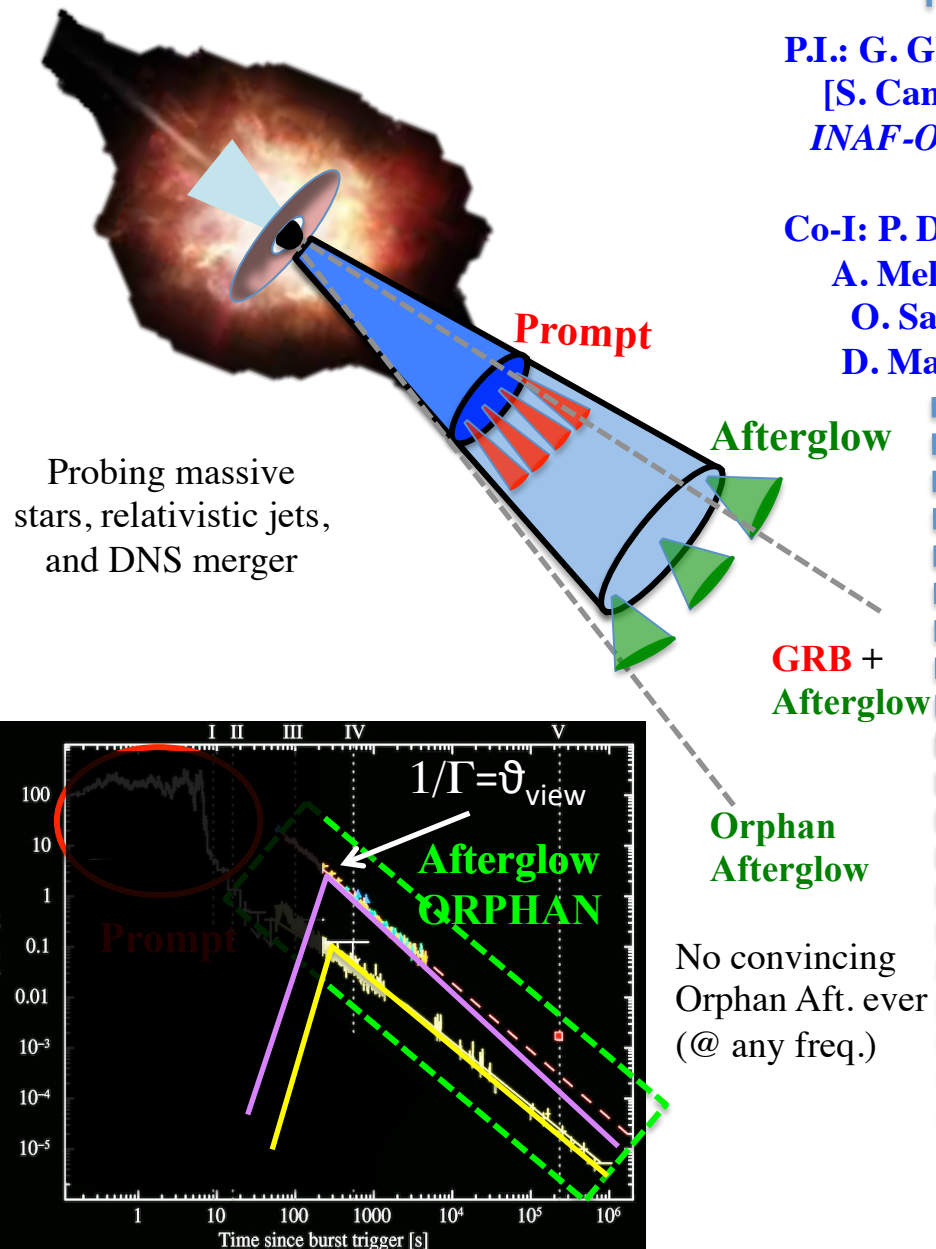 P.I.: G. G
[S. Can
INAF-O
Co-I: P. D
A. Mel
O. Sa
D. Ma
Prompt
Afterglow
Probing massive
stars, relativistic jets,
and DNS merger
GRB +
Afterglow
Orphan
Afterglow
No convincing
Orphan Aft. ever
(@ any freq.)
I II III IV V
1/Γ=ϑview
Afterglow
ORPHAN
Prompt
100
10
1
0.1
0.01
10⁻³
10⁻⁴
10⁻⁵
1 10 100 1000 10⁴ 10⁵ 10⁶
Time since burst trigger [s]